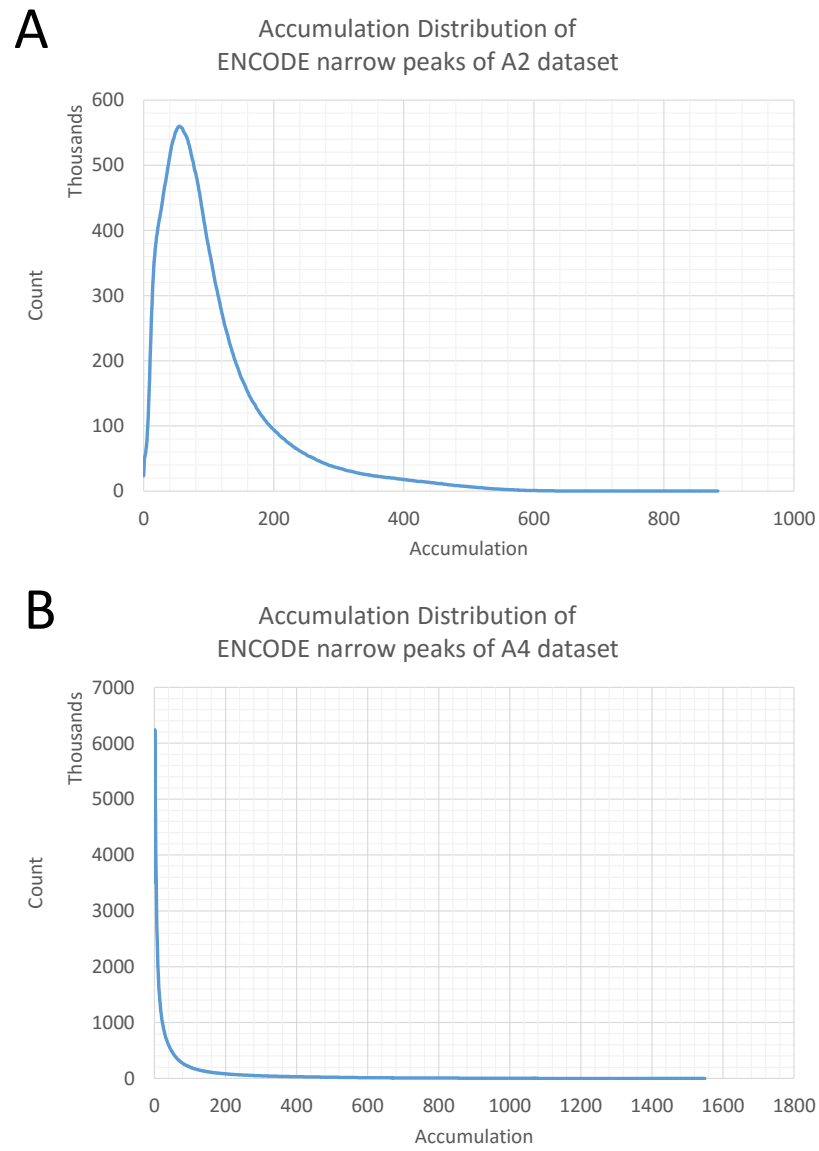 A
Accumulation Distribution of
ENCODE narrow peaks of A2 dataset
Thousands
Count
600
500
400
300
200
100
0
0 200 400 600 800 1000
Accumulation
B
Accumulation Distribution of
ENCODE narrow peaks of A4 dataset
Thousands
Count
7000
6000
5000
4000
3000
2000
1000
0
0 200 400 600 800 1000 1200 1400 1600 1800
Accumulation